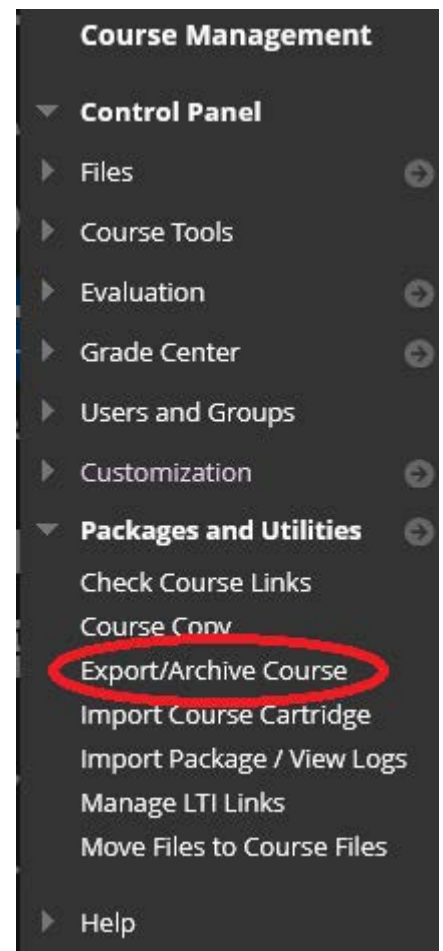 Course Management
Control Panel
Files
Course Tools
Evaluation
Grade Center
Users and Groups
Customization
Packages and Utilities
Check Course Links
Course Copy
Export/Archive Course
Import Course Cartridge
Import Package / View Logs
Manage LTI Links
Move Files to Course Files
Help